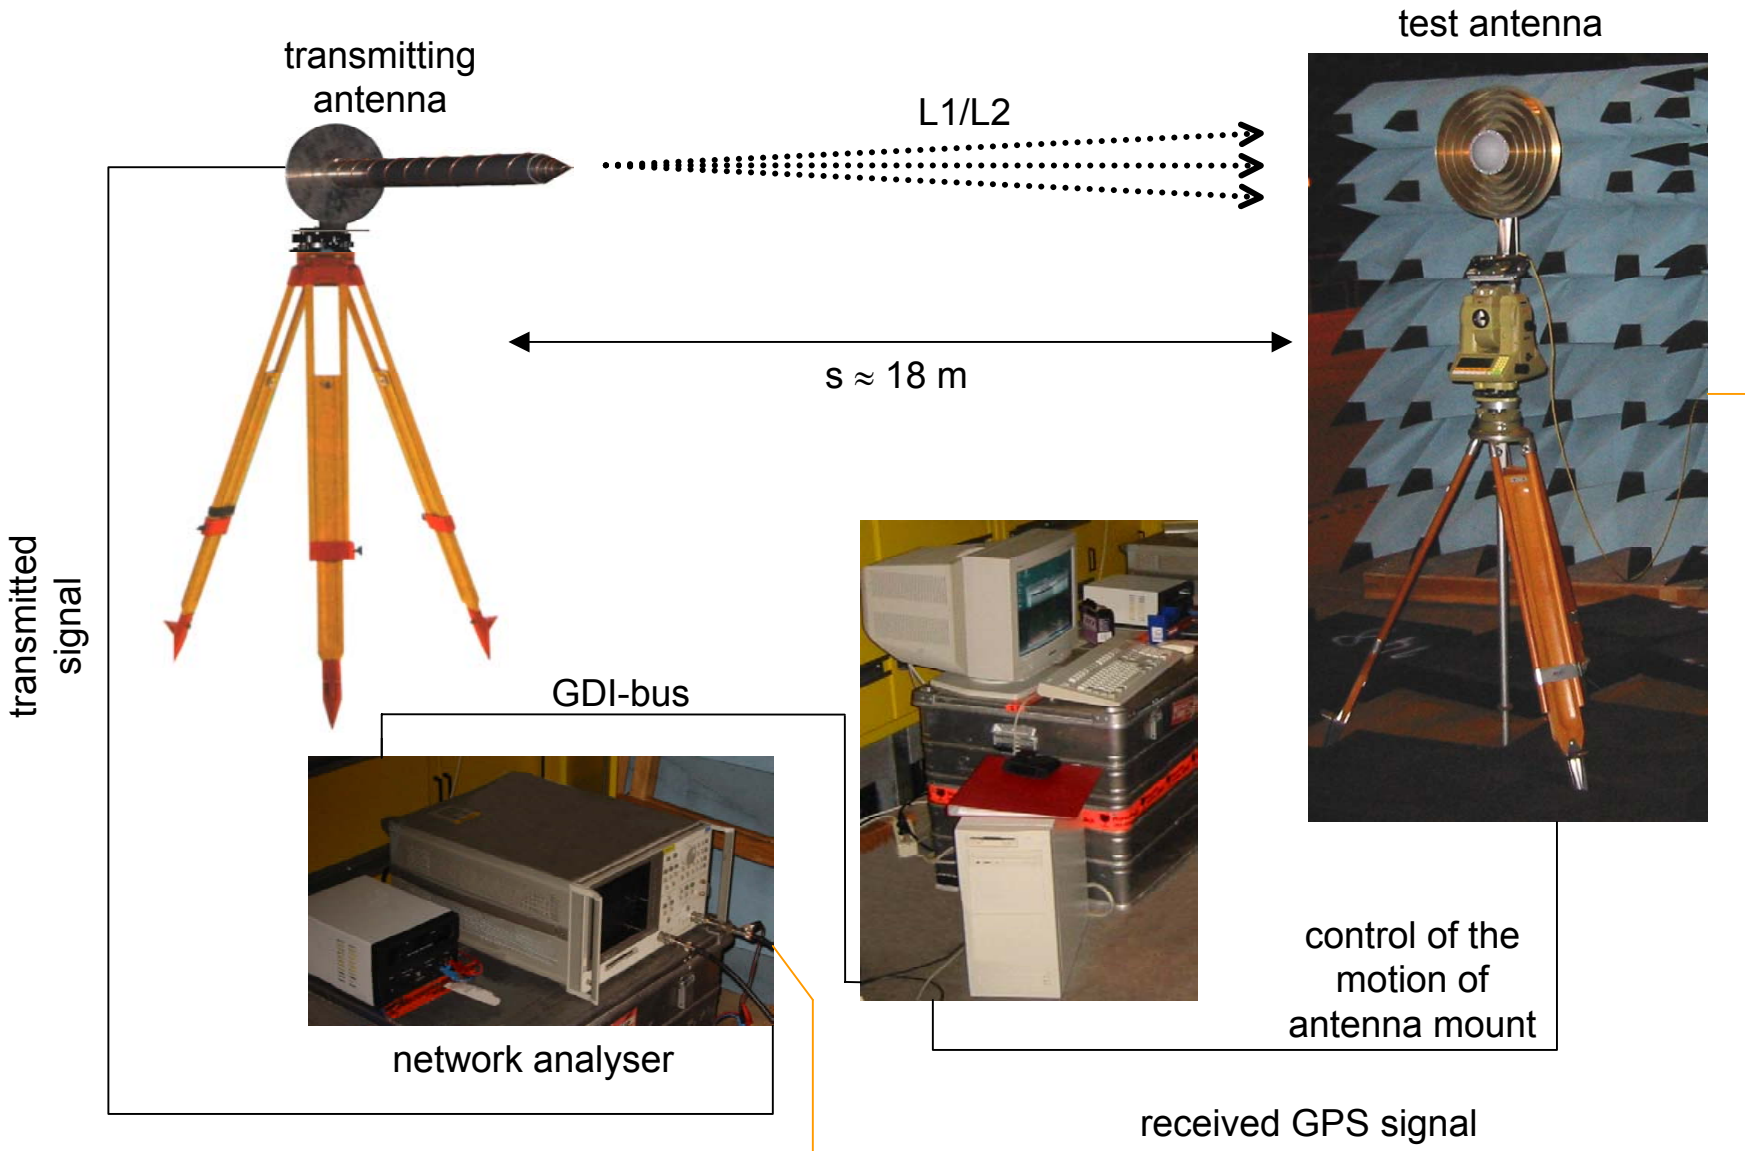 test antenna
transmitting
antenna
L1/L2
s ≈ 18 m
transmitted
signal
GDI-bus
network analyser
control of the
motion of
antenna mount
received GPS signal